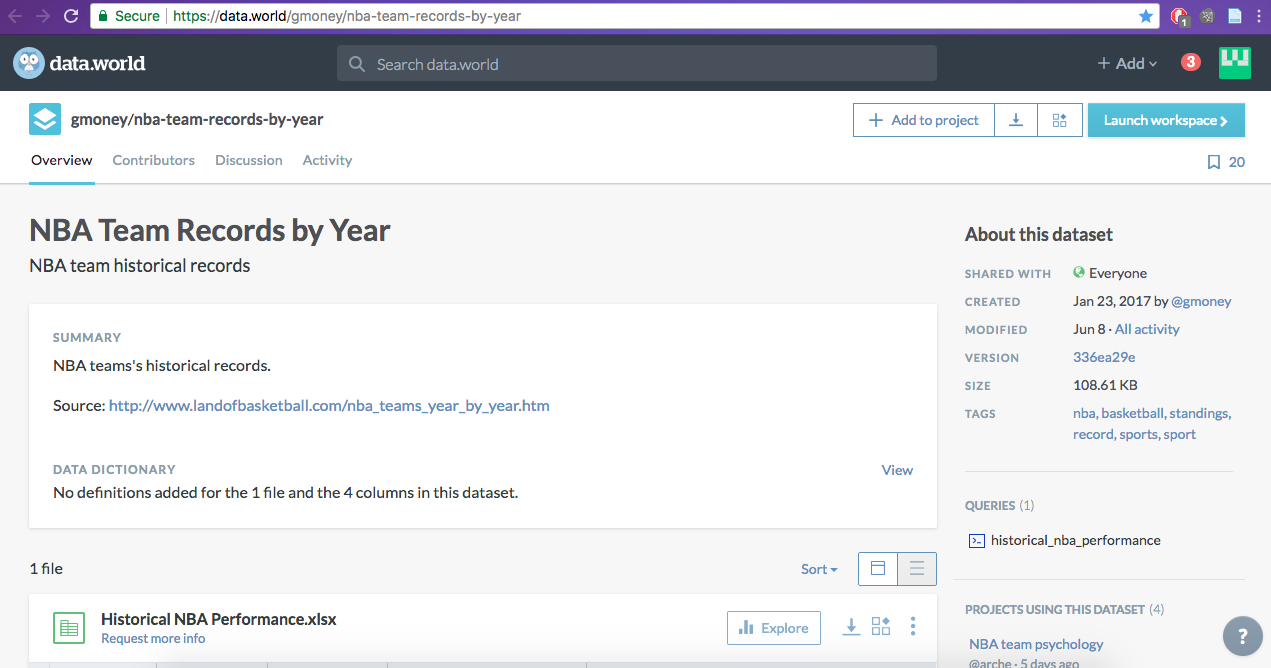 Secure https://data.world/gmoney/nba-team-records-by-year
1
data.world
Search data.world
+ Add
3
gmoney/nba-team-records-by-year
+ Add to project
Launch workspace
Overview Contributors Discussion Activity
20
NBA Team Records by Year
NBA team historical records
SUMMARY
NBA teams's historical records.
Source: http://www.landofbasketball.com/nba_teams_year_by_year.htm
DATA DICTIONARY
View
No definitions added for the 1 file and the 4 columns in this dataset.
1 file
Sort
Historical NBA Performance.xlsx
Request more info
Explore
About this dataset
SHARED WITH Everyone
CREATED Jan 23, 2017 by @gmoney
MODIFIED Jun 8 · All activity
VERSION 336ea29e
SIZE 108.61 KB
TAGS nba, basketball, standings,
record, sports, sport
QUERIES (1)
historical_nba_performance
PROJECTS USING THIS DATASET (4)
NBA team psychology
@arche · 5 days ago
?